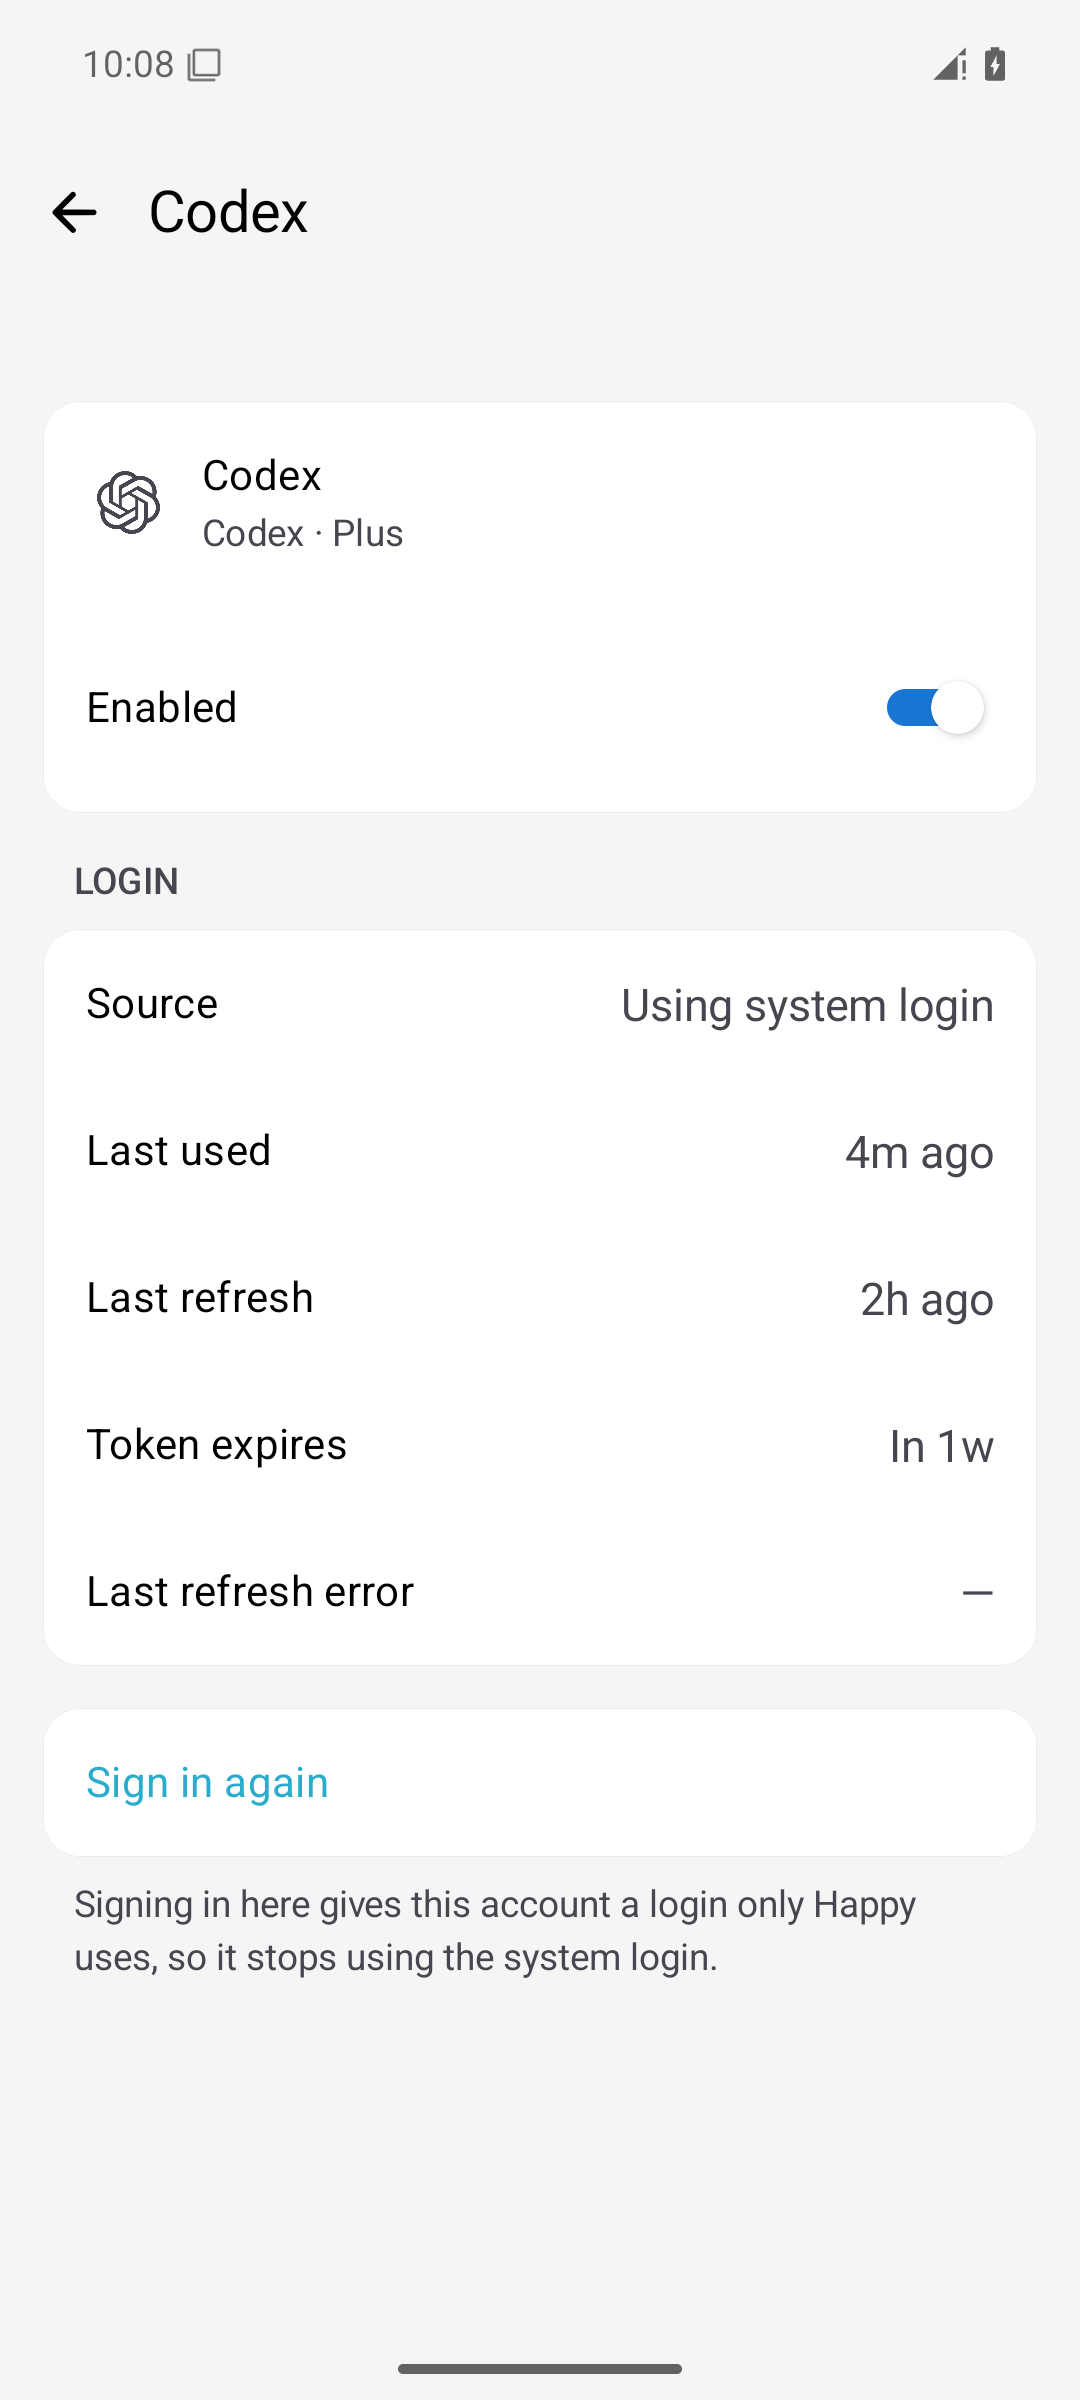 10:08
Codex
Codex
Codex · Plus
Enabled
LOGIN
Source
Using system login
Last used
4m ago
Last refresh
2h ago
Token expires
In 1w
Last refresh error
—
Sign in again
Signing in here gives this account a login only Happy
uses, so it stops using the system login.